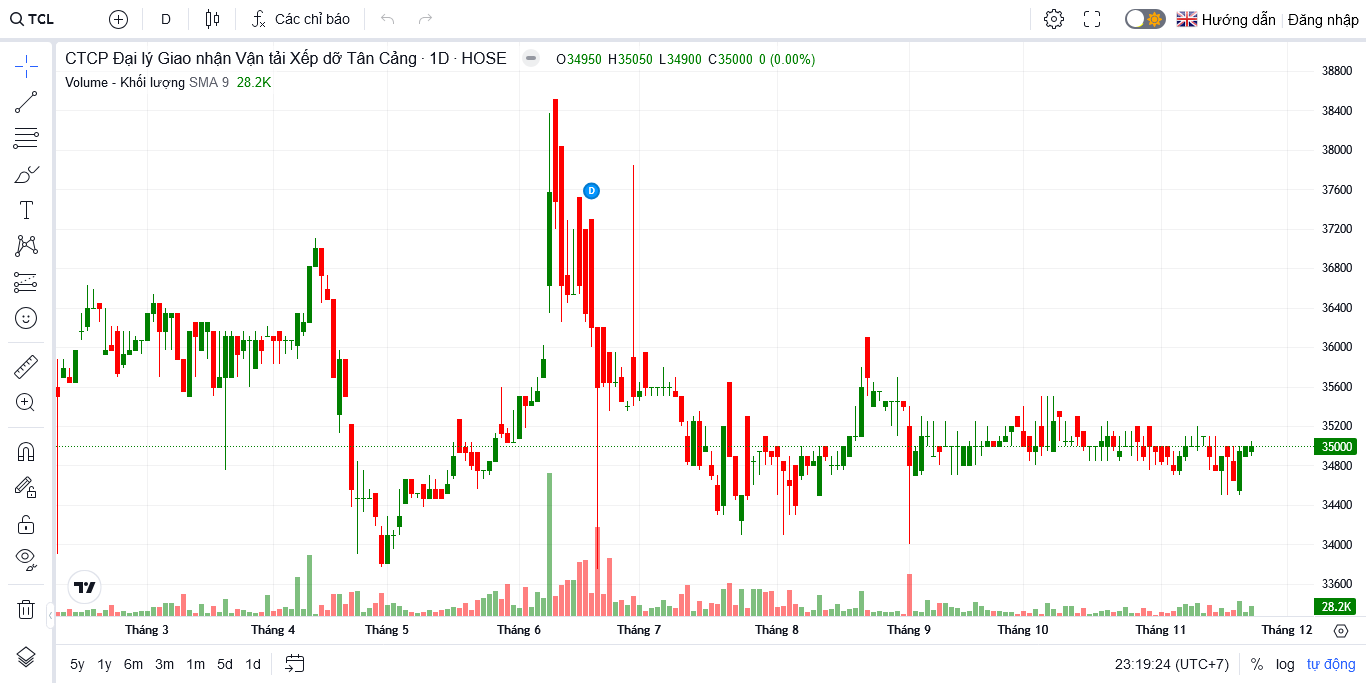 TCL D Các chỉ báo Hướng dẫn Đăng nhập
CTCP Đại lý Giao nhận Vận tải Xếp dỡ Tân Cảng · 1D · HOSE O34950 H35050 L34900 C35000 0 (0.00%)
Volume - Khối lượng SMA 9 28.2K
38800
38400
38000
37600
D
37200
36800
36400
36000
35600
35200
35000
34800
34400
34000
33600
28.2K
Tháng 3 Tháng 4 Tháng 5 Tháng 6 Tháng 7 Tháng 8 Tháng 9 Tháng 10 Tháng 11 Tháng 12
5y 1y 6m 3m 1m 5d 1d 23:19:24 (UTC+7) % log tự động